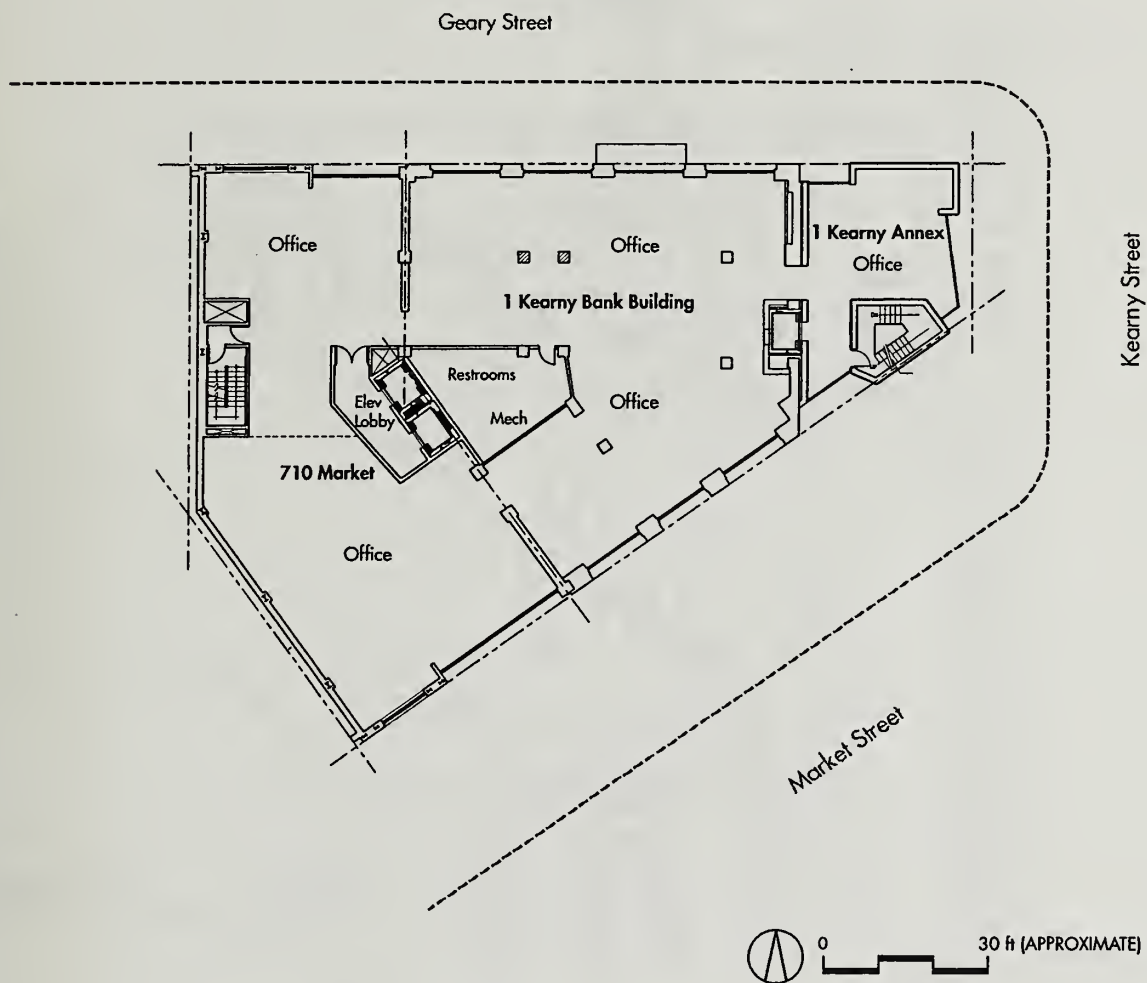 Geary Street
Office
Office
1 Kearny Annex
Office
Kearny Street
1 Kearny Bank Building
Restrooms
Elev
Lobby
Mech
Office
710 Market
Office
Market Street
0 30 ft (APPROXIMATE)